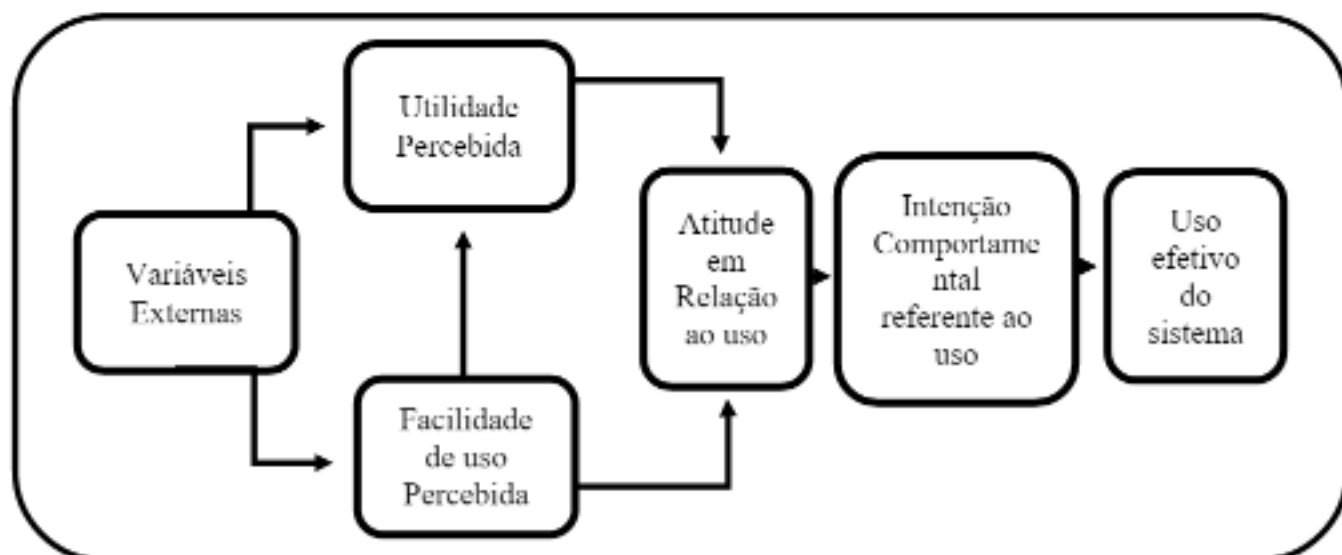 Utilidade
Percebida
Variáveis
Externas
Facilidade
de uso
Percebida
Atitude
em
Relação
ao uso
Intenção
Comportame
ntal
referente ao
uso
Uso
efetivo
do
sistema